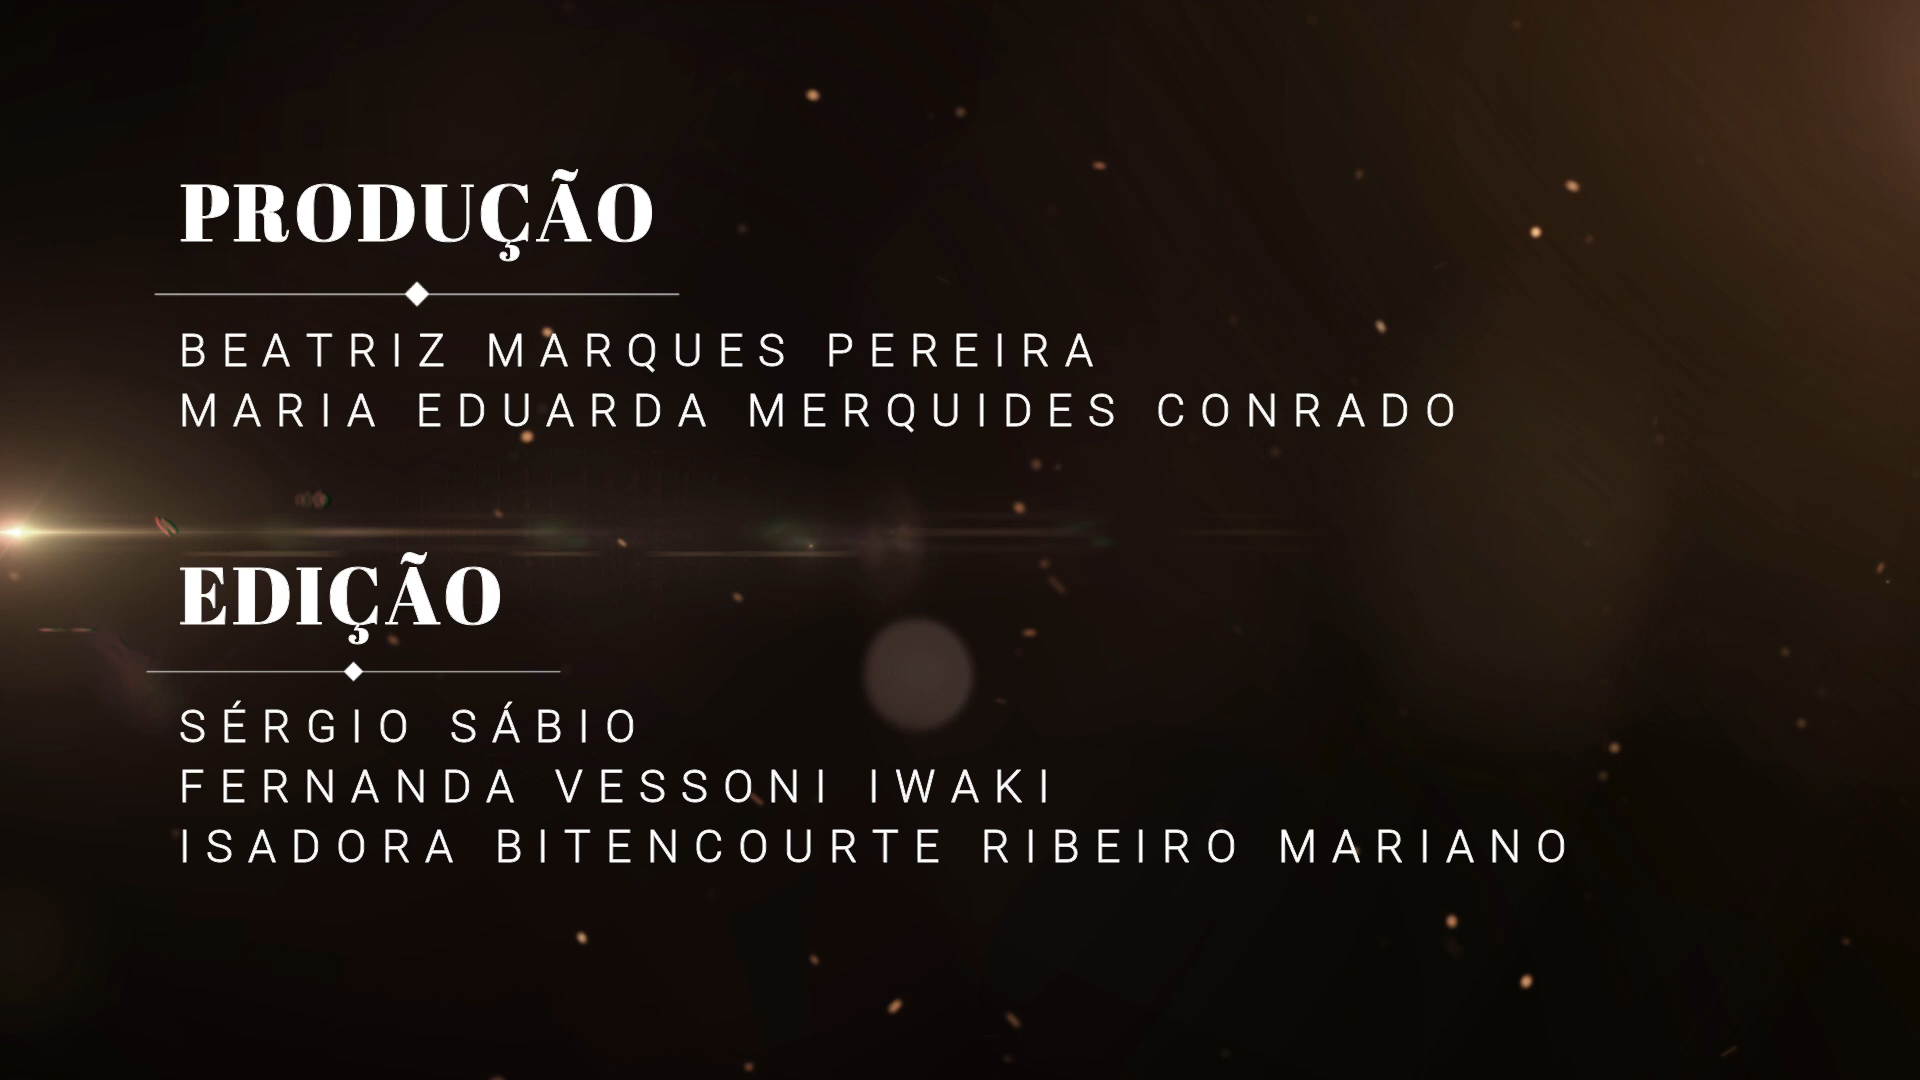 PRODUÇÃO
BEATRIZ MARQUES PEREIRA
MARIA EDUARDA MERQUIDES CONRADO
EDIÇÃO
SÉRGIO SÁBIO
FERNANDA VESSONI IWAKI
ISADORA BITENCOURTE RIBEIRO MARIANO